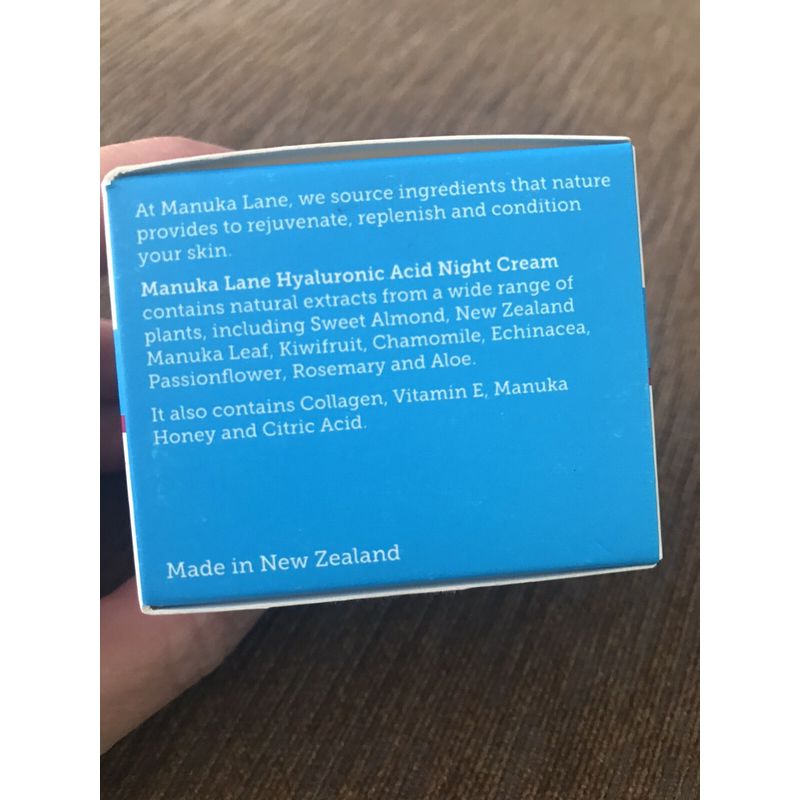 At Manuka Lane, we source ingredients that nature
provides to rejuvenate, replenish and condition
your skin.
Manuka Lane Hyaluronic Acid Night Cream
contains natural extracts from a wide range of
plants, including Sweet Almond, New Zealand
Manuka Leaf, Kiwifruit, Chamomile, Echinacea,
Passionflower, Rosemary and Aloe.
It also contains Collagen, Vitamin E, Manuka
Honey and Citric Acid.
Made in New Zealand